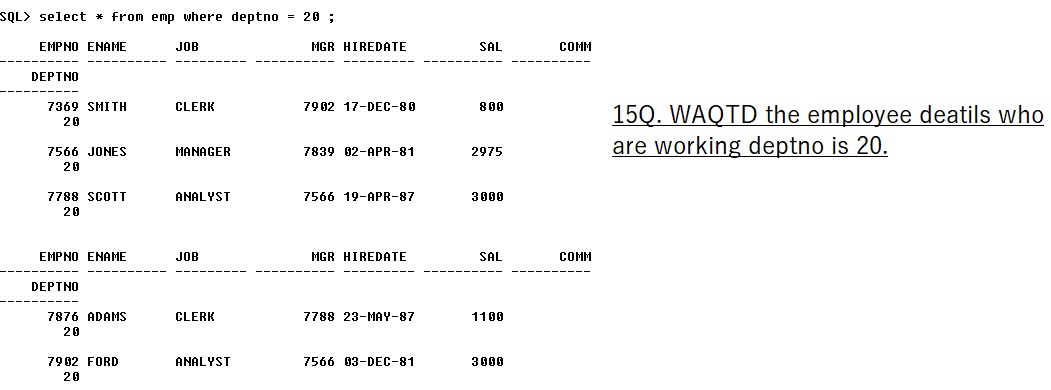 SQL> select * from emp where deptno = 20 ;
EMPNO ENAME JOB MGR HIREDATE SAL COMM
---------- ---------- --------- ---------- --------- ---------- ----------
DEPTNO
----------
7369 SMITH CLERK 7902 17-DEC-80 800
20
7566 JONES MANAGER 7839 02-APR-81 2975
20
7788 SCOTT ANALYST 7566 19-APR-87 3000
20
EMPNO ENAME JOB MGR HIREDATE SAL COMM
---------- ---------- --------- ---------- --------- ---------- ----------
DEPTNO
----------
7876 ADAMS CLERK 7788 23-MAY-87 1100
20
7902 FORD ANALYST 7566 03-DEC-81 3000
20
15Q. WAQTD the employee deatils who
are working deptno is 20.